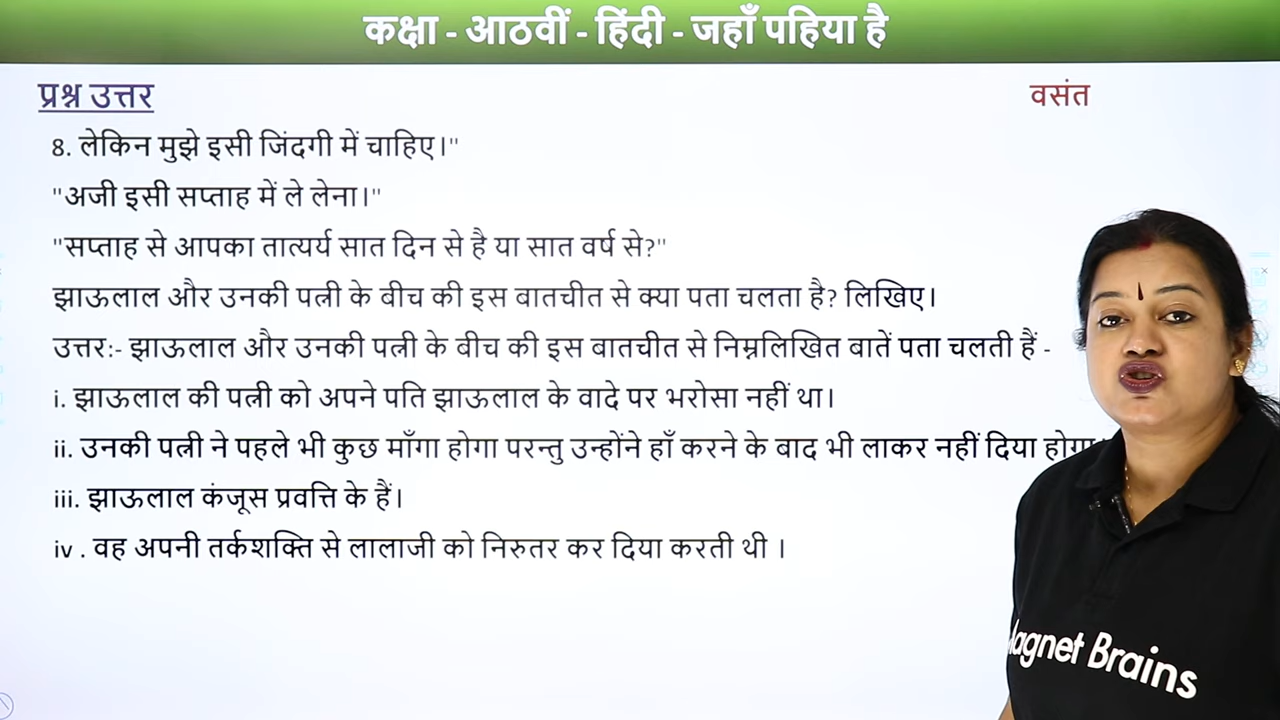 कक्षा - आठवीं - हिंदी - जहाँ पहिया है
प्रश्न उत्तर
वसंत
8. लेकिन मुझे इसी जिंदगी में चाहिए।"
"अजी इसी सप्ताह में ले लेना।"
"सप्ताह से आपका तात्पर्य सात दिन से है या सात वर्ष से?"
झाऊलाल और उनकी पत्नी के बीच की इस बातचीत से क्या पता चलता है? लिखिए।
उत्तर:- झाऊलाल और उनकी पत्नी के बीच की इस बातचीत से निम्नलिखित बातें पता चलती हैं -
i. झाऊलाल की पत्नी को अपने पति झाऊलाल के वादे पर भरोसा नहीं था।
ii. उनकी पत्नी ने पहले भी कुछ माँगा होगा परन्तु उन्होंने हाँ करने के बाद भी लाकर नहीं दिया होगा।
iii. झाऊलाल कंजूस प्रवत्ति के हैं।
iv . वह अपनी तर्कशक्ति से लालाजी को निरुतर कर दिया करती थी ।
Magnet Brains